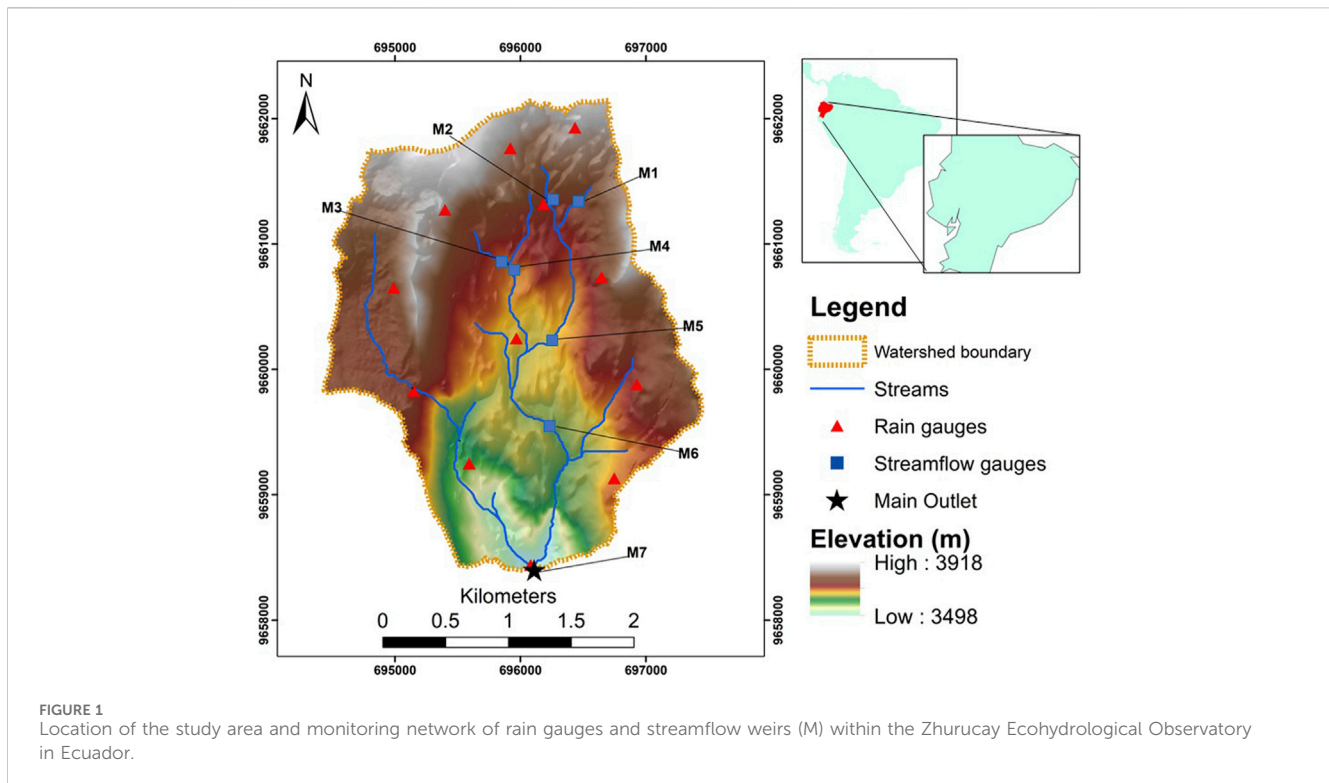 695000 696000 697000
N
9662000
9661000
9660000
9659000
9658000
M2
M1
M3
M4
M5
M6
M7
Kilometers
0 0.5 1 1.5 2
9662000
9661000
9660000
9659000
9658000
695000 696000 697000
Legend
Watershed boundary
Streams
Rain gauges
Streamflow gauges
Main Outlet
Elevation (m)
High : 3918
Low : 3498
FIGURE 1
Location of the study area and monitoring network of rain gauges and streamflow weirs (M) within the Zhurucay Ecohydrological Observatory
in Ecuador.